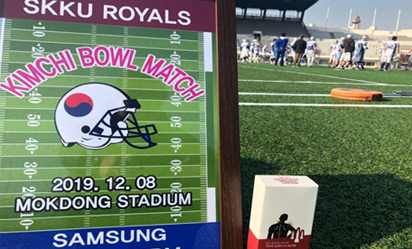 SKKU ROYALS
KIMCHI BOWL MATCH
2019. 12. 08
MOKDONG STADIUM
SAMSUNG